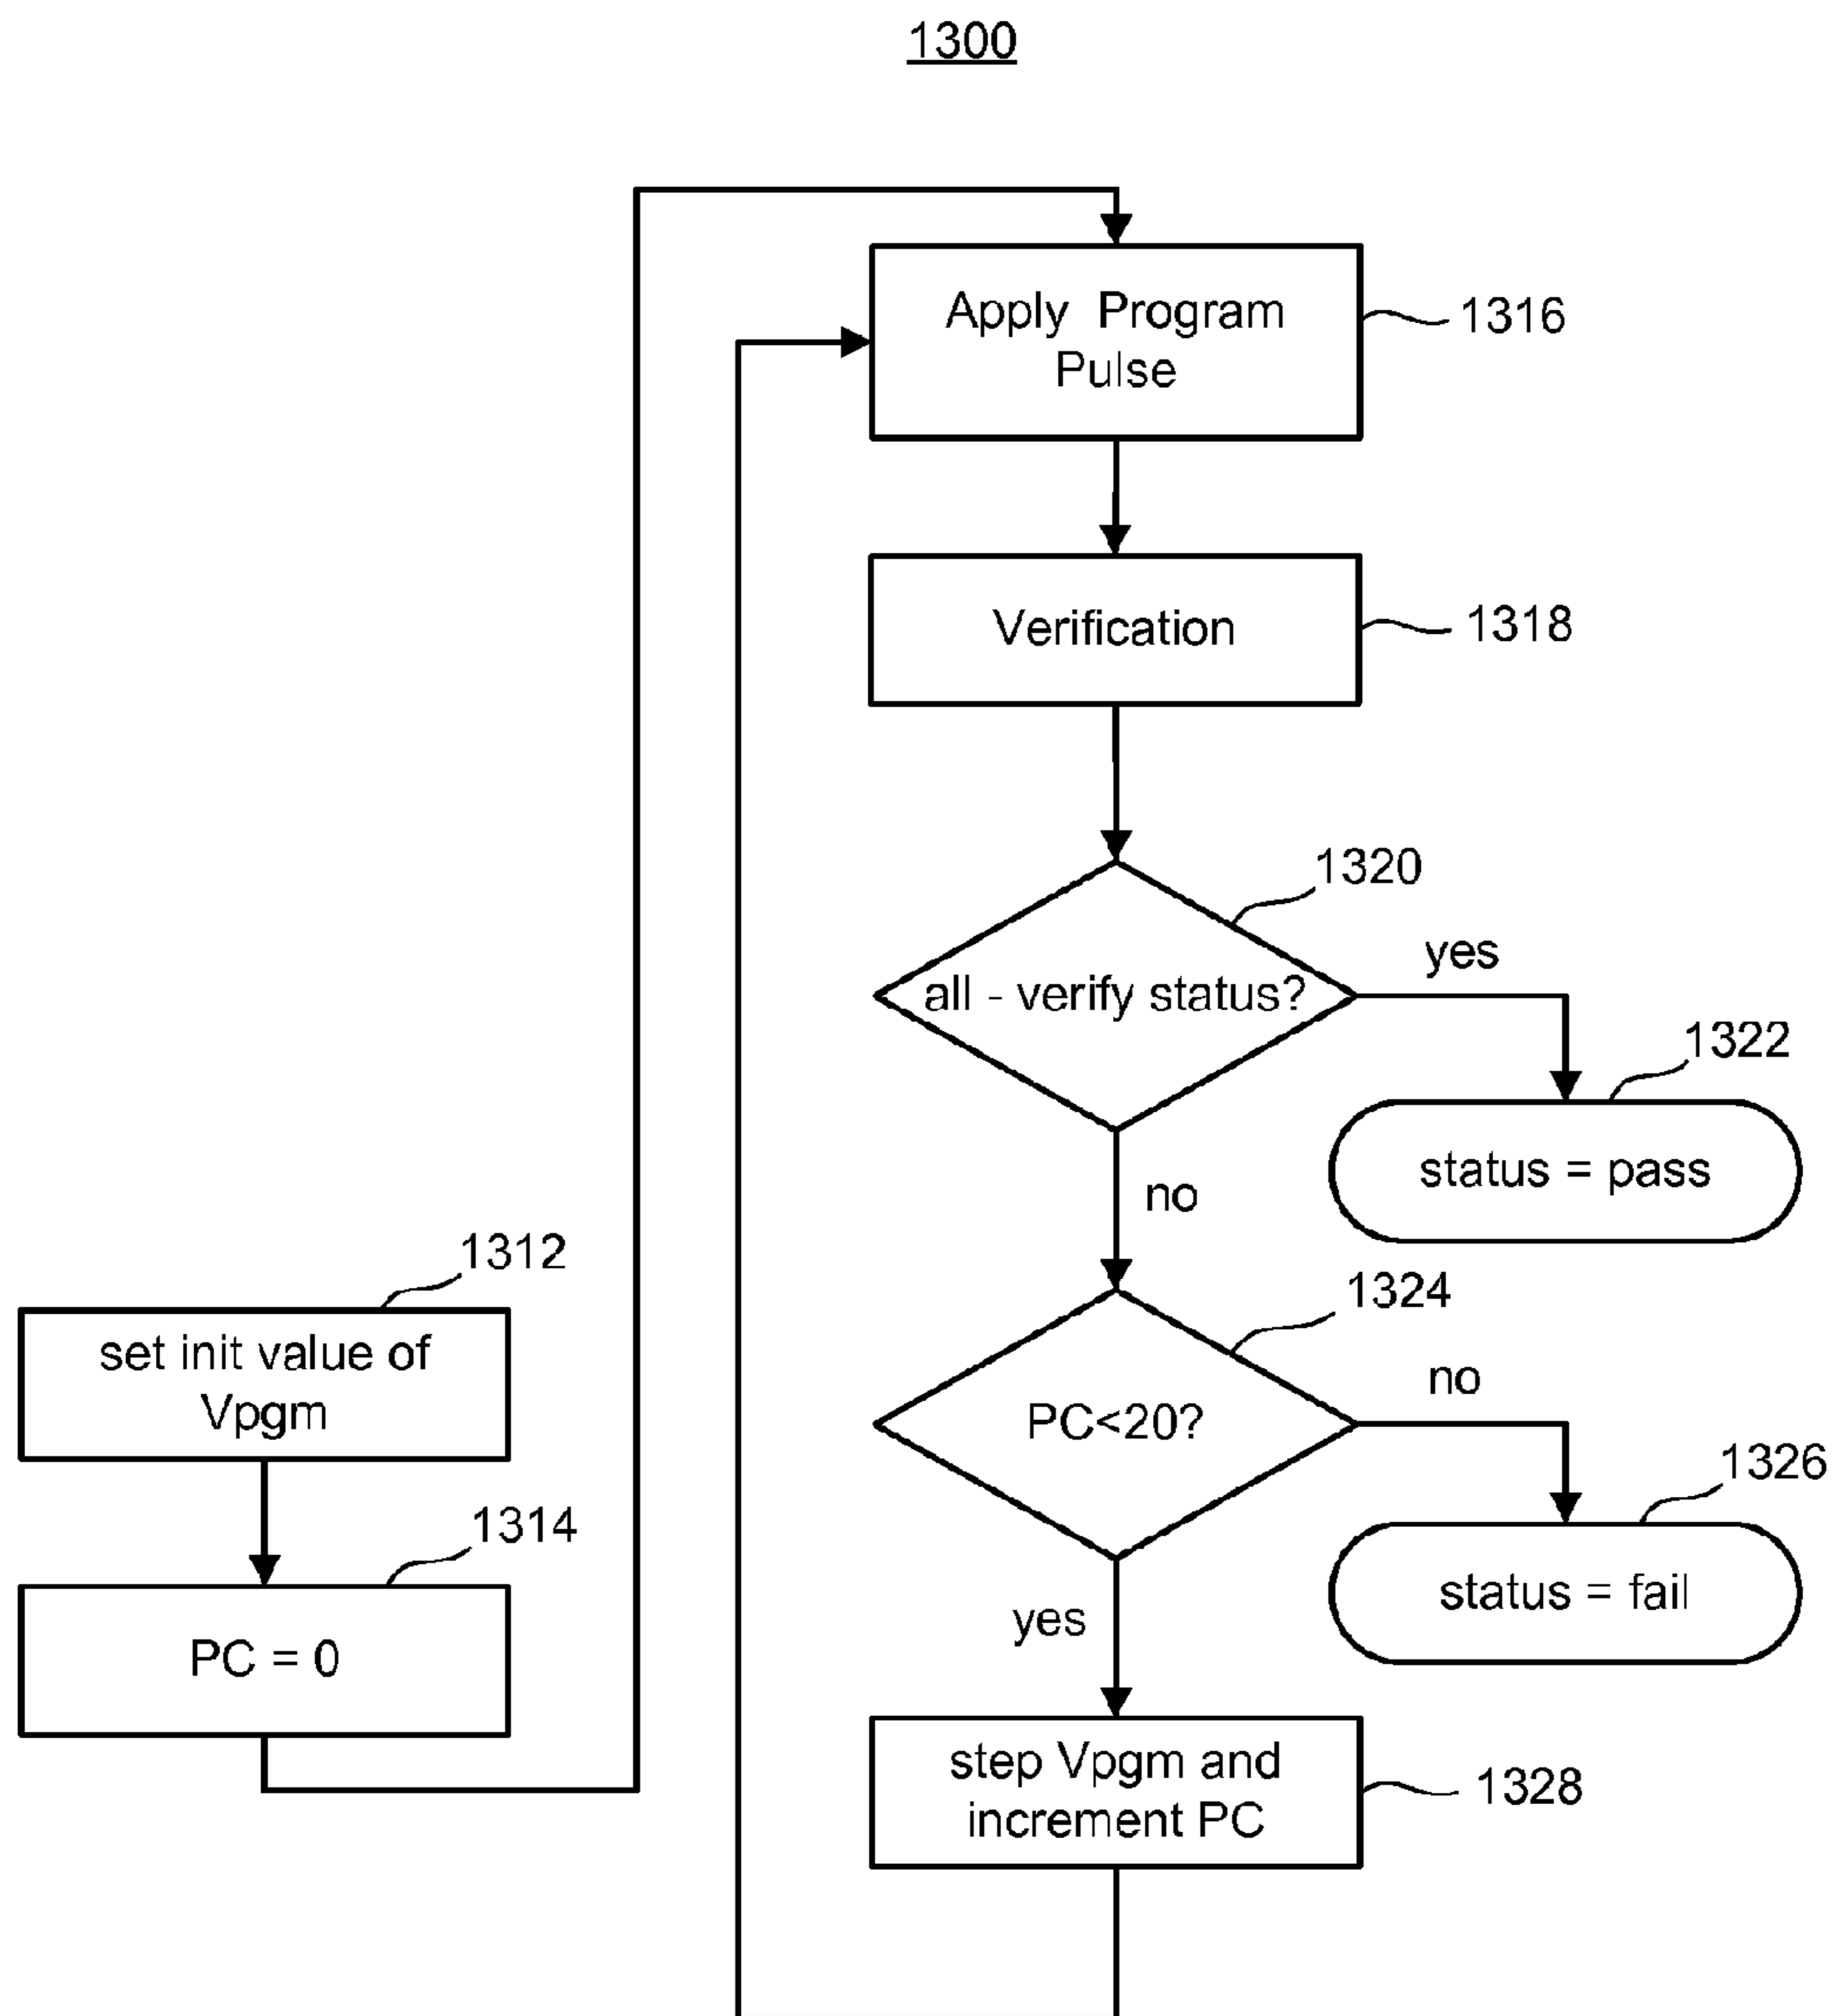 1300
Apply Program
Pulse
1316
Verification
1318
1320
all - verify status?
yes
1322
status = pass
no
1312
set init value of
Vpgm
1324
PC<20?
no
1326
status = fail
1314
PC = 0
yes
step Vpgm and
increment PC
1328